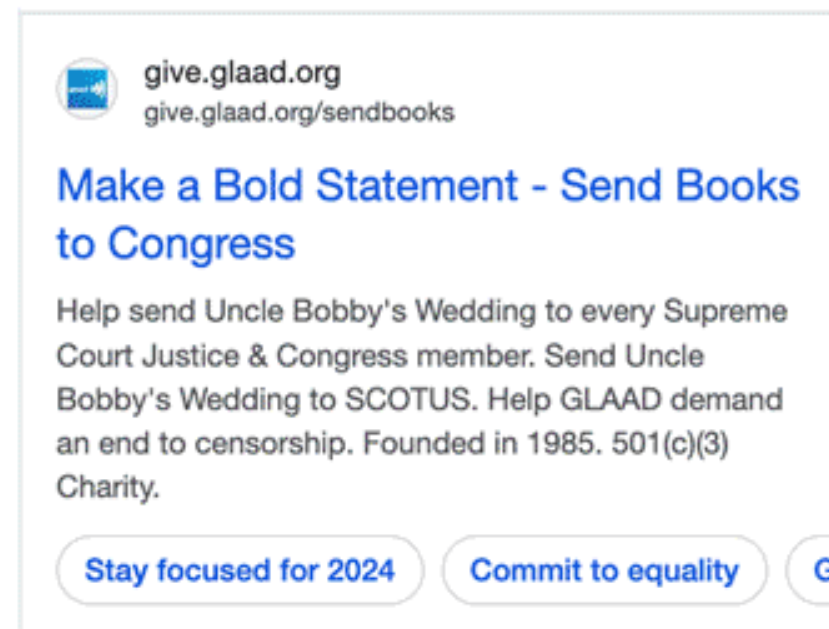 give.glaad.org
give.glaad.org/sendbooks
Make a Bold Statement - Send Books
to Congress
Help send Uncle Bobby's Wedding to every Supreme
Court Justice & Congress member. Send Uncle
Bobby's Wedding to SCOTUS. Help GLAAD demand
an end to censorship. Founded in 1985. 501(c)(3)
Charity.
Stay focused for 2024 Commit to equality